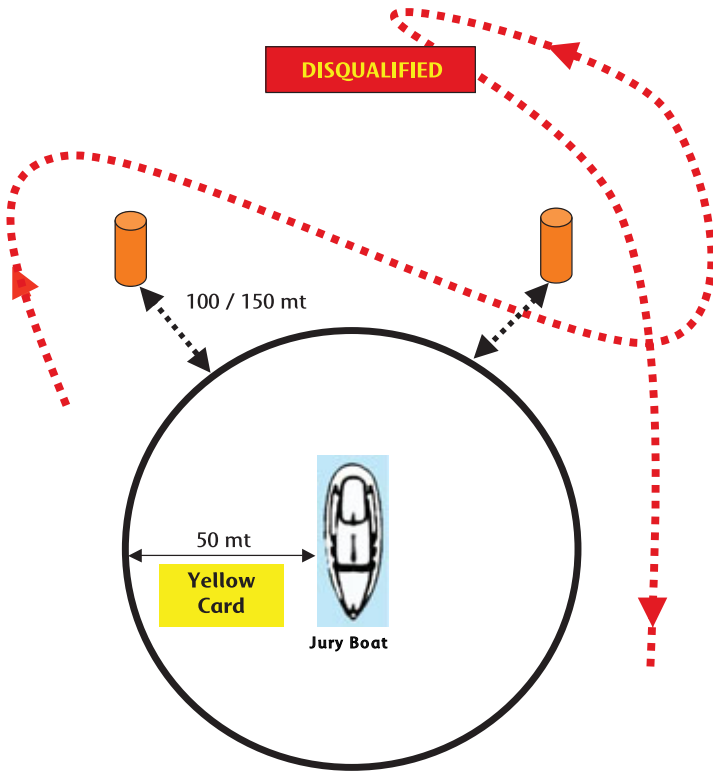 DISQUALIFIED
100 / 150 mt
50 mt
Yellow
Card
Jury Boat